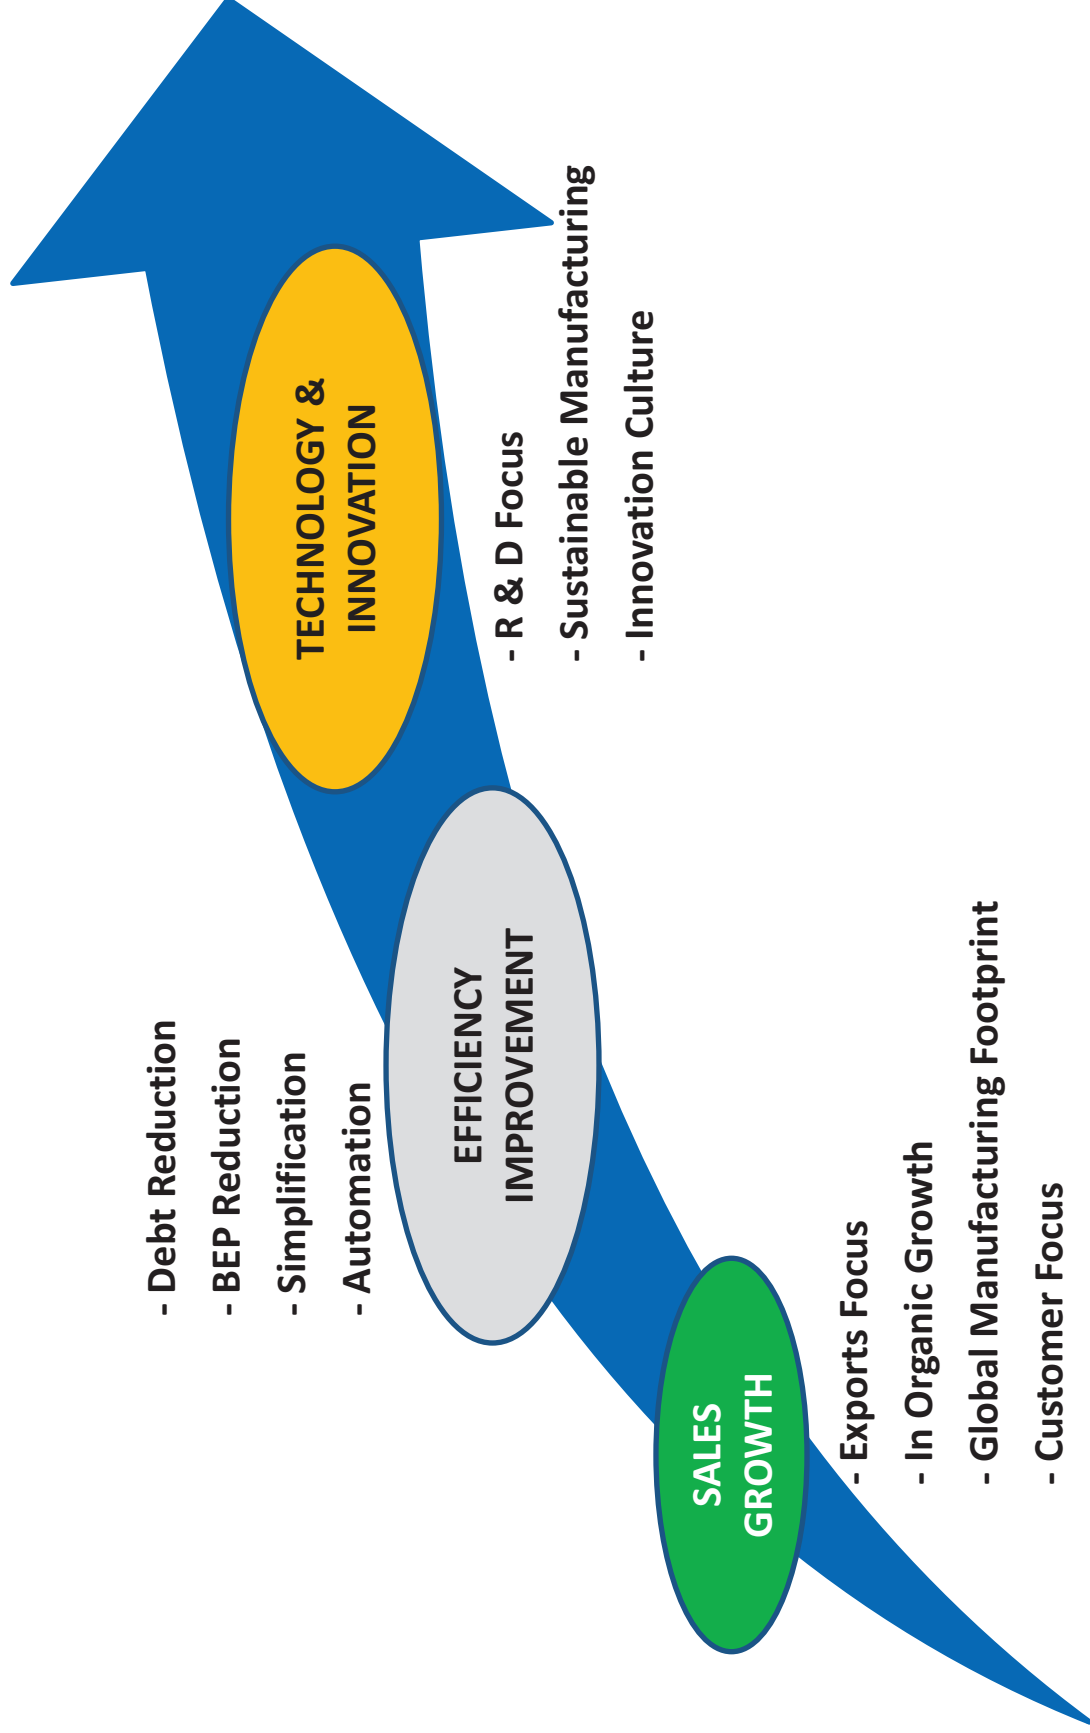 - Debt Reduction
- BEP Reduction
- Simplification
- Automation
TECHNOLOGY &
INNOVATION
EFFICIENCY
IMPROVEMENT
- R & D Focus
- Sustainable Manufacturing
- Innovation Culture
SALES
GROWTH
- Exports Focus
- In Organic Growth
- Global Manufacturing Footprint
- Customer Focus